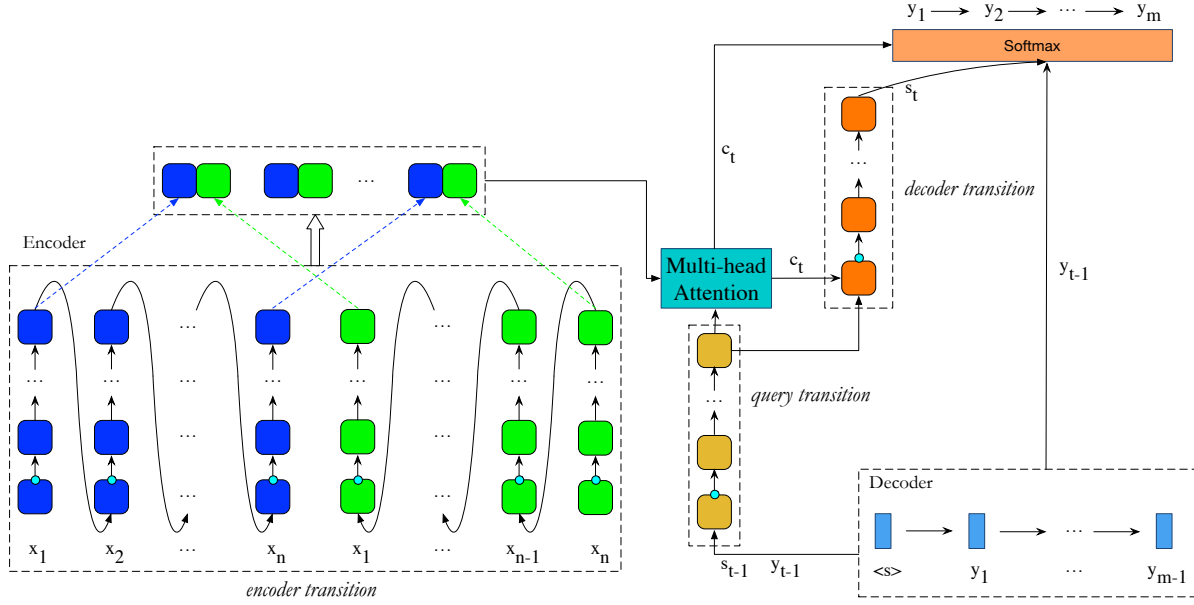 y1 y2 ... ym
Softmax
st
ct
...
decoder transition
...
Encoder
Multi-head
Attention
ct
yt-1
... ...
... ... ... ... ... ...
query transition
...
...
... ...
Decoder
... ...
...
x1 x2 ... xn x1 ... xn-1 xn
st-1 yt-1
<s> y1 ... ym-1
encoder transition